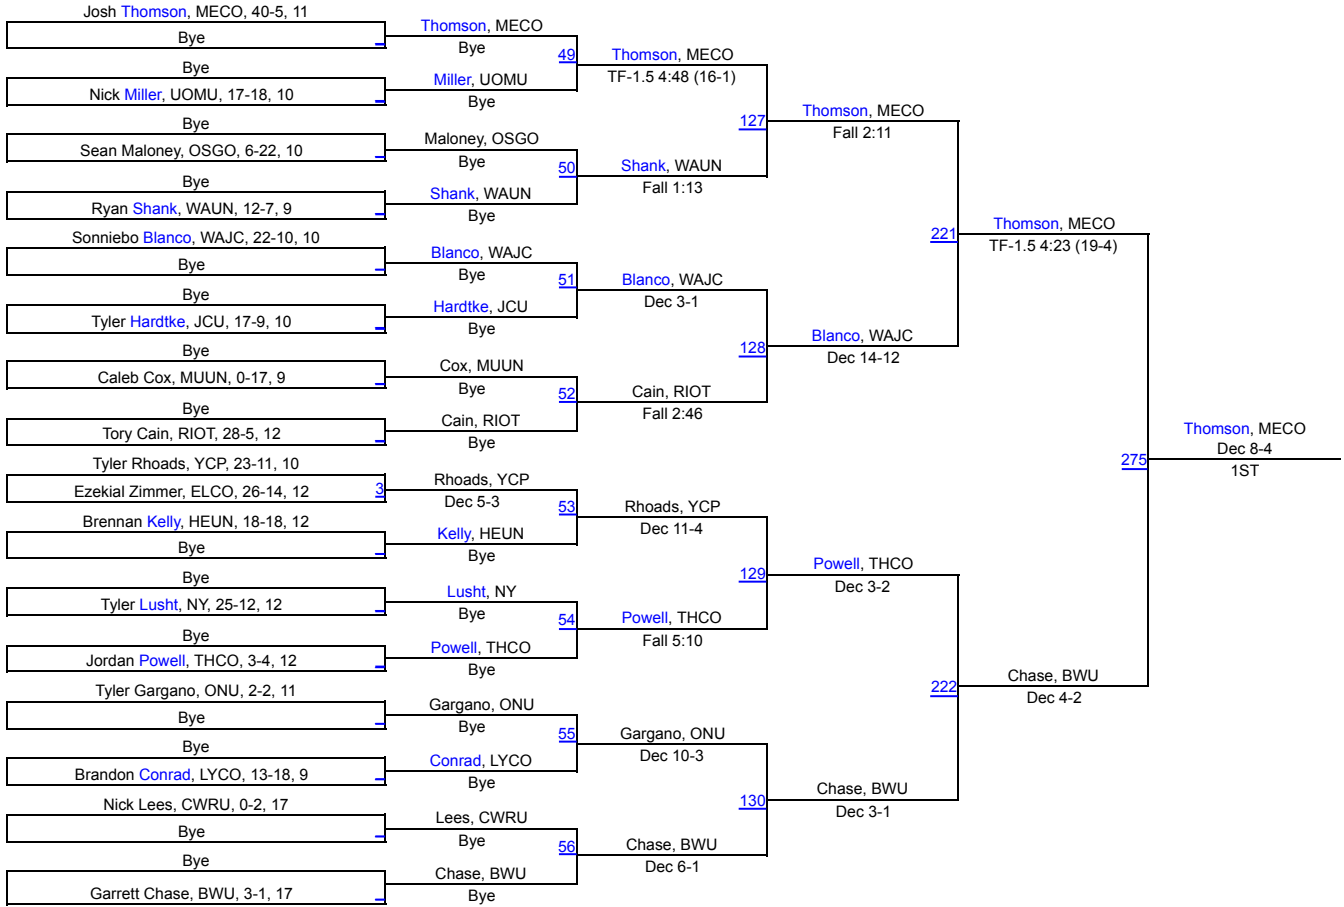 Josh Thomson, MECO, 40-5, 11
Bye
Bye
Nick Miller, UOMU, 17-18, 10
Bye
Sean Maloney, OSGO, 6-22, 10
Bye
Ryan Shank, WAUN, 12-7, 9
Sonniebo Blanco, WAJC, 22-10, 10
Bye
Bye
Tyler Hardtke, JCU, 17-9, 10
Bye
Caleb Cox, MUUN, 0-17, 9
Bye
Tory Cain, RIOT, 28-5, 12
Tyler Rhoads, YCP, 23-11, 10
Ezekial Zimmer, ELCO, 26-14, 12
3
Brennan Kelly, HEUN, 18-18, 12
Bye
Bye
Tyler Lusht, NY, 25-12, 12
Bye
Jordan Powell, THCO, 3-4, 12
Tyler Gargano, ONU, 2-2, 11
Bye
Bye
Brandon Conrad, LYCO, 13-18, 9
Nick Lees, CWRU, 0-2, 17
Bye
Bye
Garrett Chase, BWU, 3-1, 17
Thomson, MECO
Bye
49
Miller, UOMU
Bye
Maloney, OSGO
Bye
50
Shank, WAUN
Bye
Blanco, WAJC
Bye
51
Hardtke, JCU
Bye
Cox, MUUN
Bye
52
Cain, RIOT
Bye
Rhoads, YCP
Dec 5-3
53
Kelly, HEUN
Bye
Lusht, NY
Bye
54
Powell, THCO
Bye
Gargano, ONU
Bye
55
Conrad, LYCO
Bye
Lees, CWRU
Bye
56
Chase, BWU
Bye
Thomson, MECO
TF-1.5 4:48 (16-1)
127
Shank, WAUN
Fall 1:13
Blanco, WAJC
Dec 3-1
128
Cain, RIOT
Fall 2:46
Rhoads, YCP
Dec 11-4
129
Powell, THCO
Fall 5:10
Gargano, ONU
Dec 10-3
130
Chase, BWU
Dec 6-1
Thomson, MECO
Fall 2:11
221
Blanco, WAJC
Dec 14-12
Powell, THCO
Dec 3-2
222
Chase, BWU
Dec 3-1
Thomson, MECO
TF-1.5 4:23 (19-4)
275
Chase, BWU
Dec 4-2
Thomson, MECO
Dec 8-4
1ST